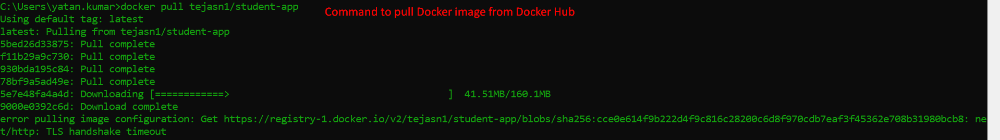 C:\Users\yatan.kumar>docker pull tejasn1/student-app
Command to pull Docker image from Docker Hub
Using default tag: latest
latest: Pulling from tejasn1/student-app
5bed26d33875: Pull complete
f11b29a9c730: Pull complete
930bda195c84: Pull complete
78bf9a5ad49e: Pull complete
5e7e48fa4a4d: Downloading [============>                                      ]  41.51MB/160.1MB
9000e0392c6d: Download complete
error pulling image configuration: Get https://registry-1.docker.io/v2/tejasn1/student-app/blobs/sha256:cce0e614f9b222d4f9c816c28200c6d8f970cdb7eaf3f45362e708b31980bcb8: ne
t/http: TLS handshake timeout